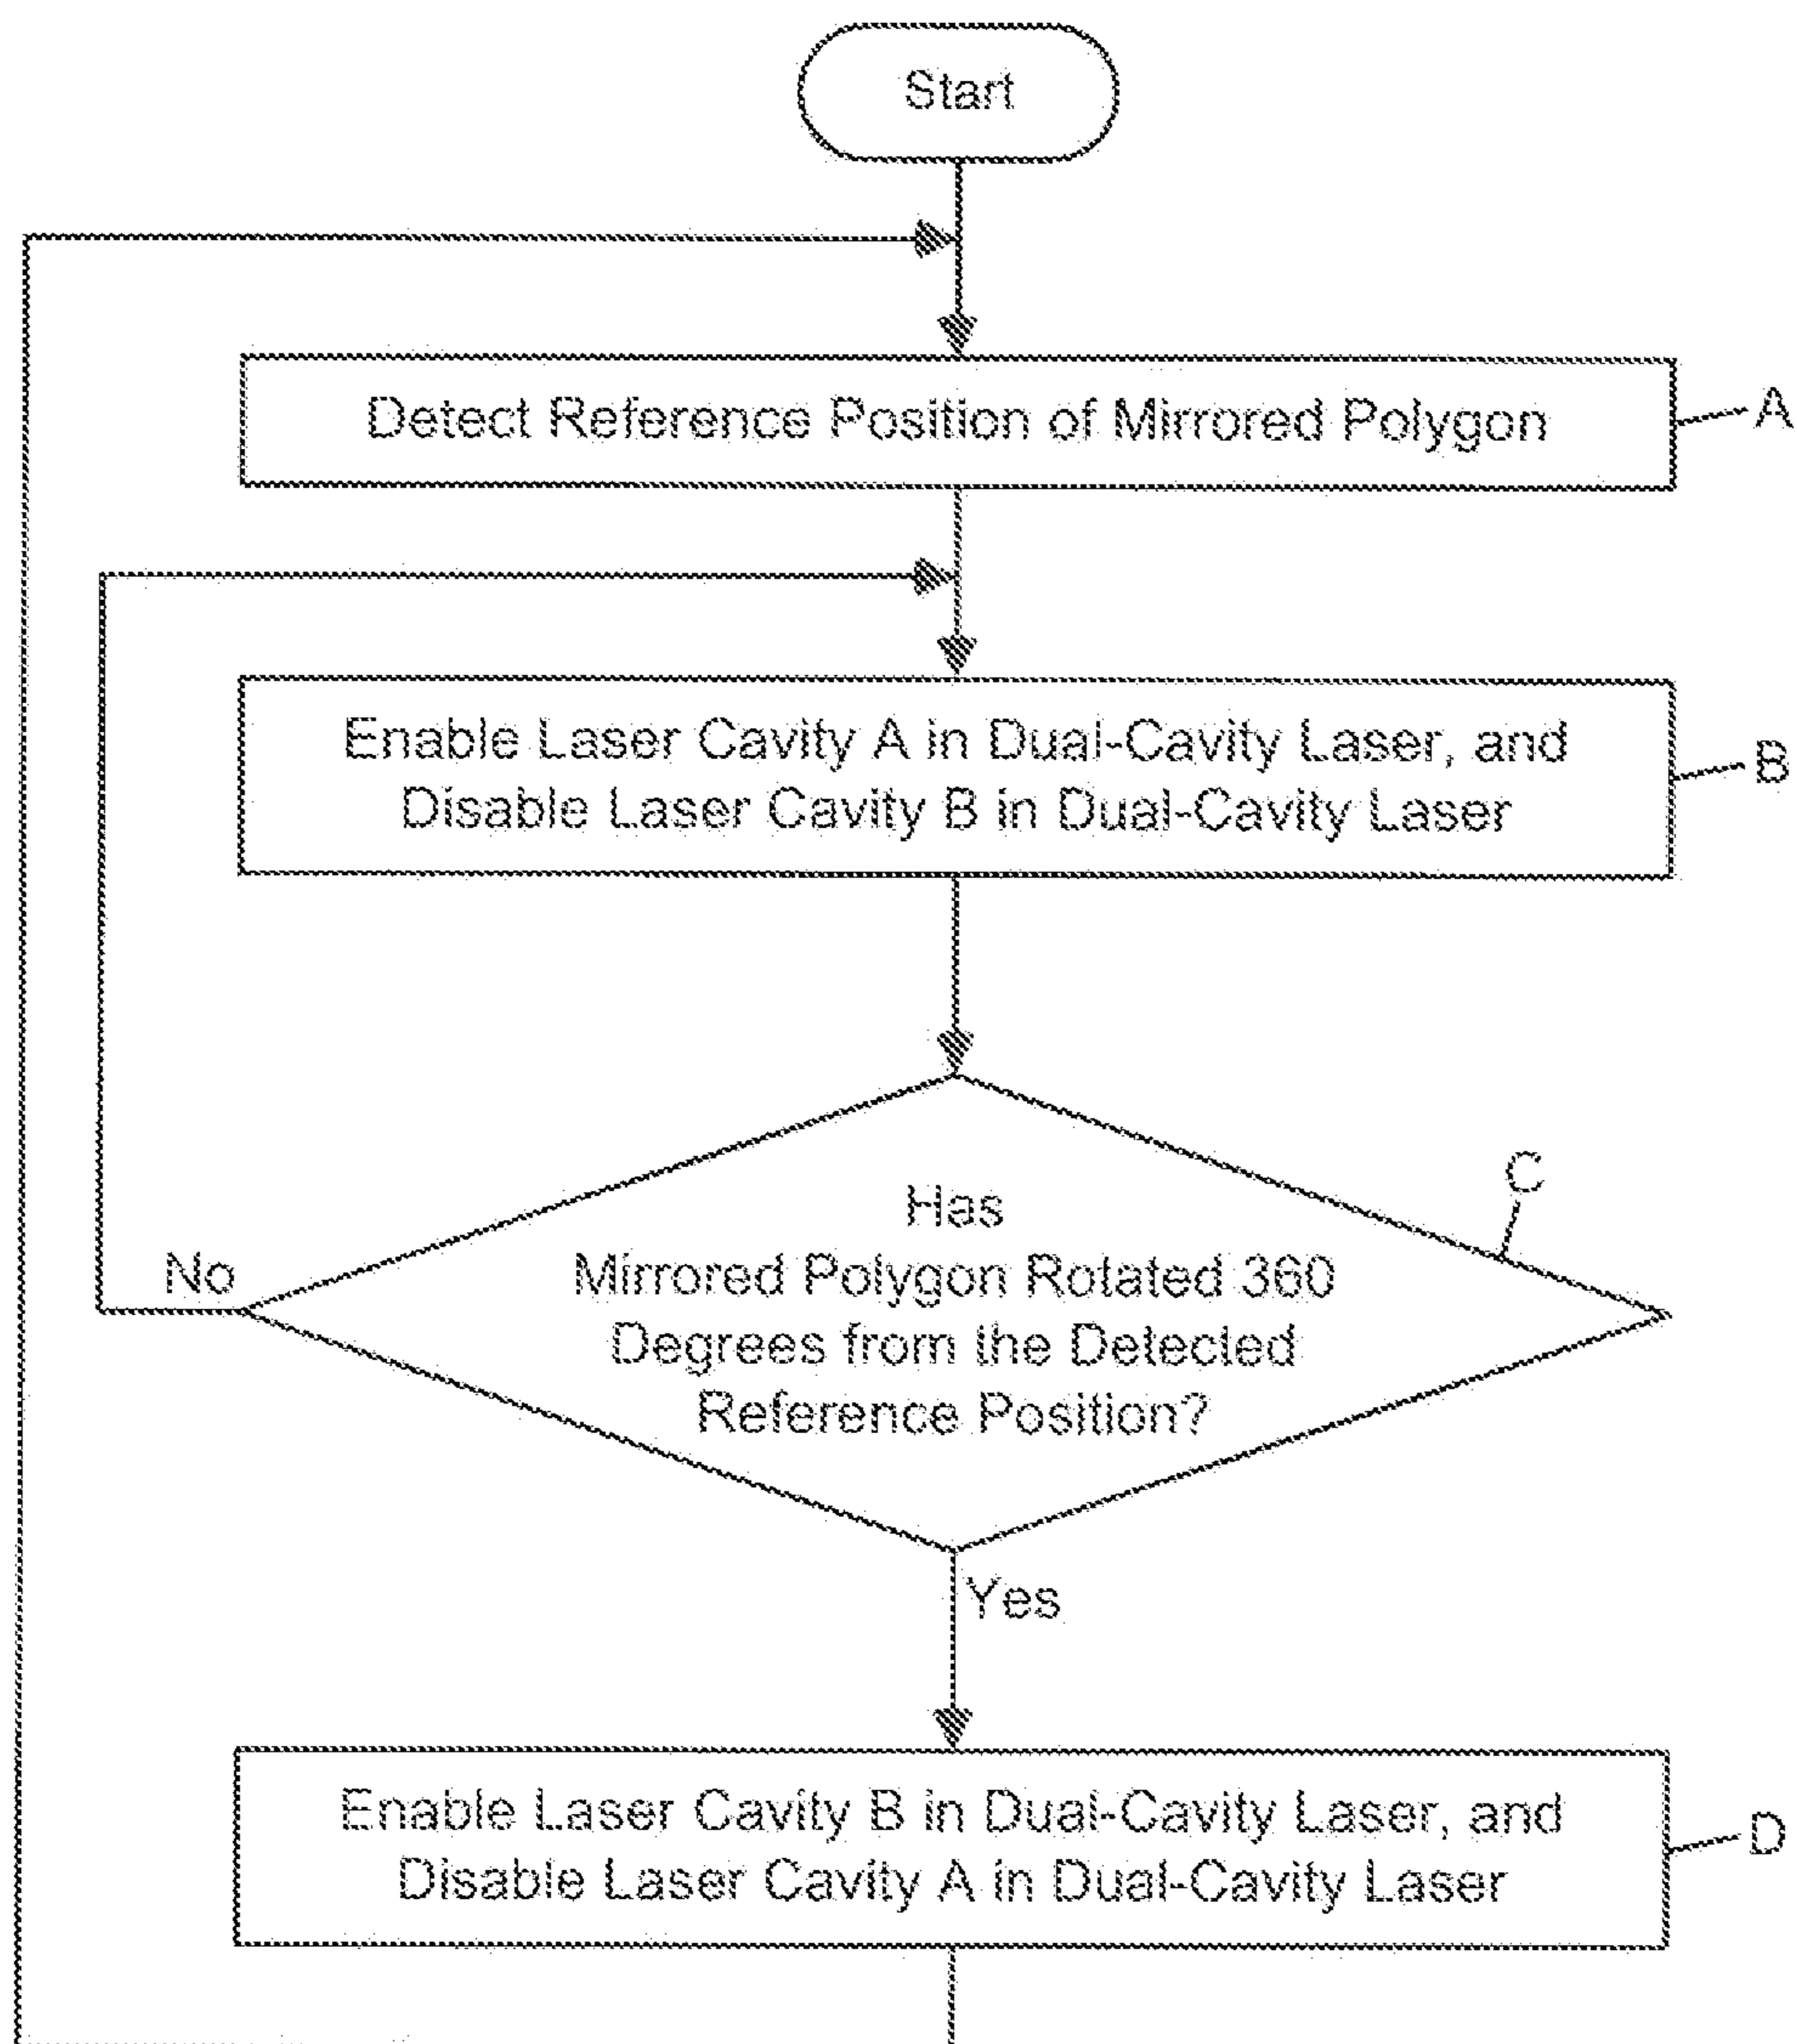 Start
Detect Reference Position of Mirrored Polygon
A
Enable Laser Cavity A in Dual-Cavity Laser, and
Disable Laser Cavity B in Dual-Cavity Laser
B
C
Has
Mirrored Polygon Rotated 360
Degrees from the Detected
Reference Position?
No
Yes
Enable Laser Cavity B in Dual-Cavity Laser, and
Disable Laser Cavity A in Dual-Cavity Laser
D